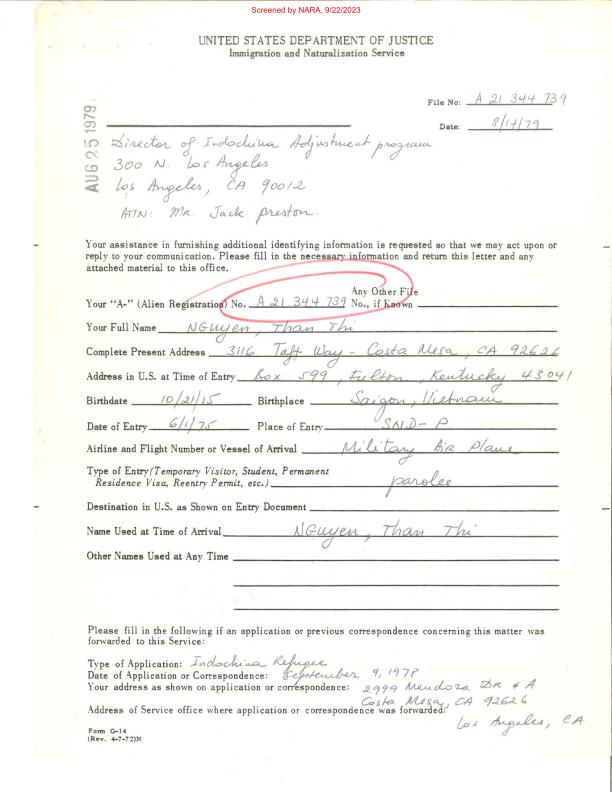 Screened by NARA, 9/22/2023
UNITED STATES DEPARTMENT OF JUSTICE
Immigration and Naturalization Service
File No: A 21 344 739
Date: 8/14/79
AUG 25 1979
Director of Indochina Adjustment program
300 N. Los Angeles
Los Angeles, CA 90012
ATTN: Mr. Jack Preston.
Your assistance in furnishing additional identifying information is requested so that we may act upon or
reply to your communication. Please fill in the necessary information and return this letter and any
attached material to this office.
Any Other File
Your "A-" (Alien Registration) No. A 21 344 739 No., if Known
Your Full Name NGuyen, Than Thi
Complete Present Address 3116 Taft Way - Costa Mesa, CA 92626
Address in U.S. at Time of Entry Box 599, Fulton, Kentucky 43041
Birthdate 10/21/15 Birthplace Saigon, Vietnam
Date of Entry 6/1/75 Place of Entry SND-P
Airline and Flight Number or Vessel of Arrival Military Air Plane
Type of Entry (Temporary Visitor, Student, Permanent
Residence Visa, Reentry Permit, etc.) parolee
Destination in U.S. as Shown on Entry Document
Name Used at Time of Arrival NGuyen, Than Thi
Other Names Used at Any Time
Please fill in the following if an application or previous correspondence concerning this matter was
forwarded to this Service:
Type of Application: Indochina Refugee
Date of Application or Correspondence: September 9, 1978
Your address as shown on application or correspondence: 2999 Mendoza DR # A
Costa Mesa, CA 92626
Address of Service office where application or correspondence was forwarded:
Los Angeles, CA
Form G-14
(Rev. 4-7-72)N